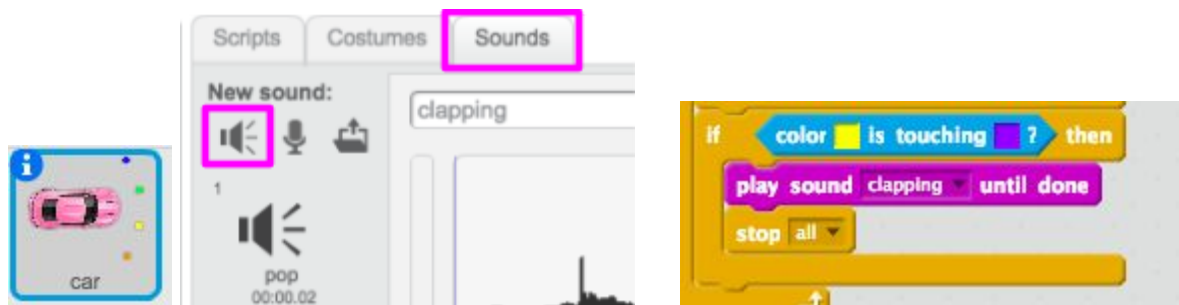 i
car
Scripts Costumes Sounds
New sound:
clapping
1
pop
00:00.02
if color is touching ? then
play sound clapping until done
stop all